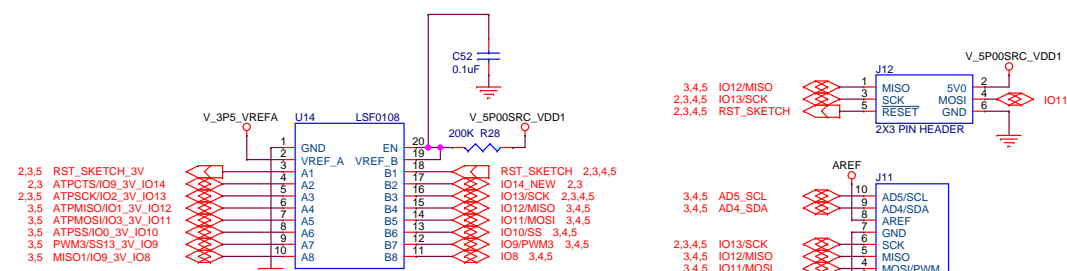 C52
0.1uF
V_3P5_VREFA
U14
LSF0108
V_5P00SRC_VDD1
200K R28
1 GND EN 20
2 VREF_A VREF_B 19
2,3,5 RST_SKETCH_3V 3 A1 B1 18 RST_SKETCH 2,3,4,5
2,3 ATPCTS/IO9_3V_IO14 4 A2 B2 17 IO14_NEW 2,3
2,3,5 ATPSCK/IO2_3V_IO13 5 A3 B3 16 IO13/SCK 2,3,4,5
3,5 ATPMISO/IO1_3V_IO12 6 A4 B4 15 IO12/MISO 3,4,5
3,5 ATPMOSI/IO3_3V_IO11 7 A5 B5 14 IO11/MOSI 3,4,5
3,5 ATPSS/IO0_3V_IO10 8 A6 B6 13 IO10/SS 3,4,5
3,5 PWM3/SS13_3V_IO9 9 A7 B7 12 IO9/PWM3 3,4,5
3,5 MISO1/IO9_3V_IO8 10 A8 B8 11 IO8 3,4,5
V_5P00SRC_VDD1
J12
3,4,5 IO12/MISO 1 MISO 5V0 2
2,3,4,5 IO13/SCK 3 SCK MOSI 4 IO11
2,3,4,5 RST_SKETCH 5 RESET GND 6
2X3 PIN HEADER
AREF
J11
3,4,5 AD5_SCL 10 AD5/SCL
3,4,5 AD4_SDA 9 AD4/SDA
8 AREF
7 GND
2,3,4,5 IO13/SCK 6 SCK
3,4,5 IO12/MISO 5 MISO
3,4,5 IO11/MOSI 4 MOSI/PWM